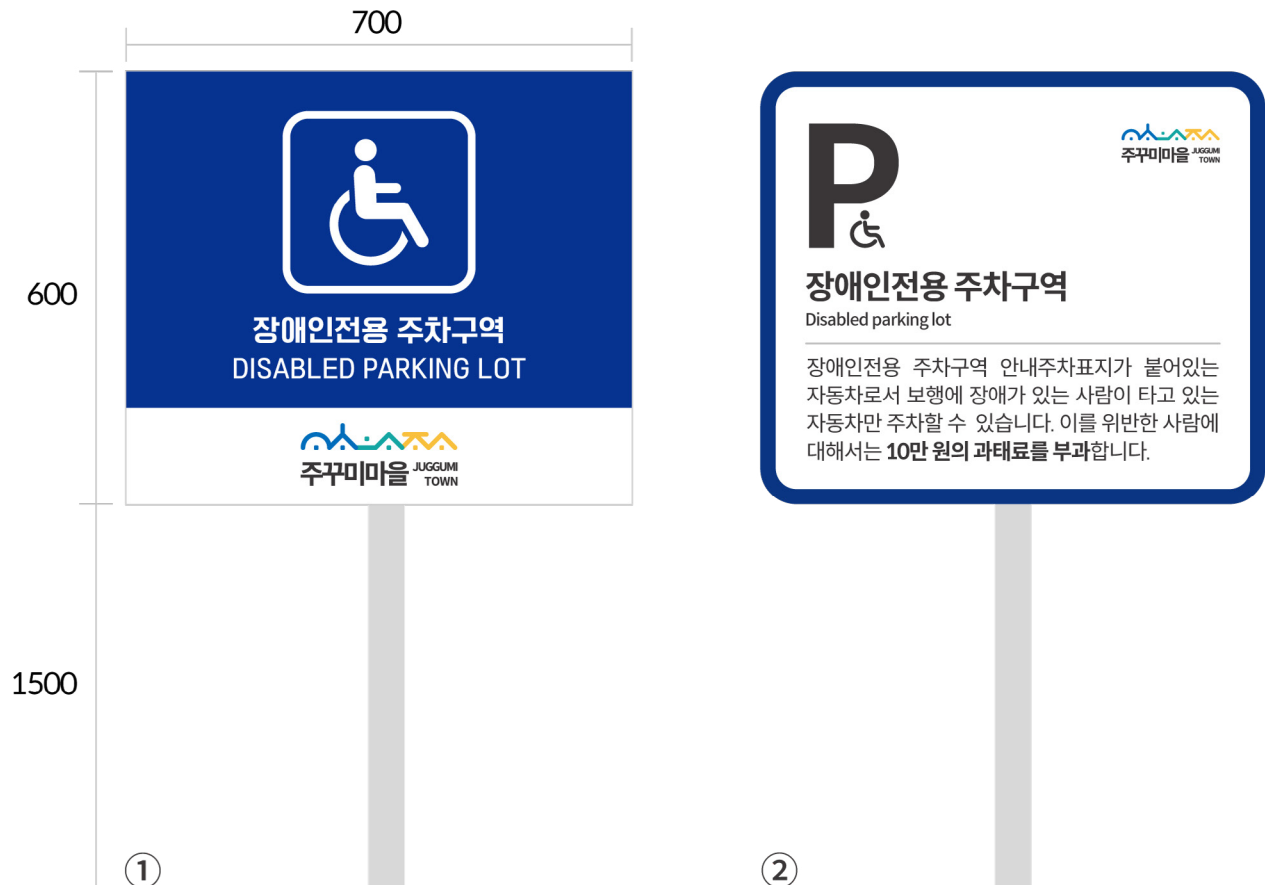 700
600
1500
장애인전용 주차구역
DISABLED PARKING LOT
주꾸미마을 JUGGUMI TOWN
①
P
주꾸미마을 JUGGUMI TOWN
장애인전용 주차구역
Disabled parking lot
장애인전용 주차구역 안내주차표지가 붙어있는
자동차로서 보행에 장애가 있는 사람이 타고 있는
자동차만 주차할 수 있습니다. 이를 위반한 사람에
대해서는 10만 원의 과태료를 부과합니다.
②